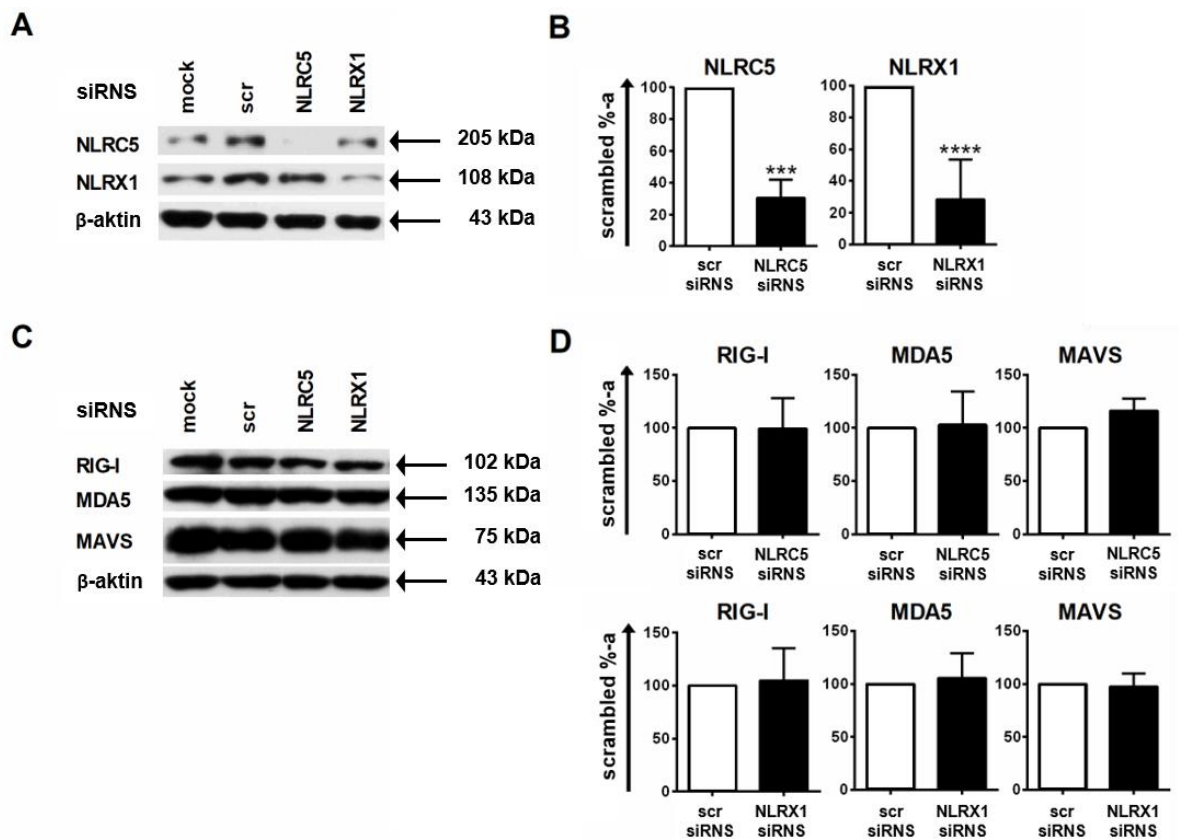 A
siRNS
mock
scr
NLRC5
NLRX1
NLRC5
205 kDa
NLRX1
108 kDa
β-aktin
43 kDa
B
NLRC5
NLRX1
scrambled %-a
100
80
60
40
20
0
***
scr
siRNS
NLRC5
siRNS
100
80
60
40
20
0
****
scr
siRNS
NLRX1
siRNS
C
siRNS
mock
scr
NLRC5
NLRX1
RIG-I
102 kDa
MDA5
135 kDa
MAVS
75 kDa
β-aktin
43 kDa
D
RIG-I
MDA5
MAVS
scrambled %-a
150
100
50
0
scr
siRNS
NLRC5
siRNS
150
100
50
0
scr
siRNS
NLRC5
siRNS
150
100
50
0
scr
siRNS
NLRC5
siRNS
RIG-I
MDA5
MAVS
scrambled %-a
150
100
50
0
scr
siRNS
NLRX1
siRNS
150
100
50
0
scr
siRNS
NLRX1
siRNS
150
100
50
0
scr
siRNS
NLRX1
siRNS